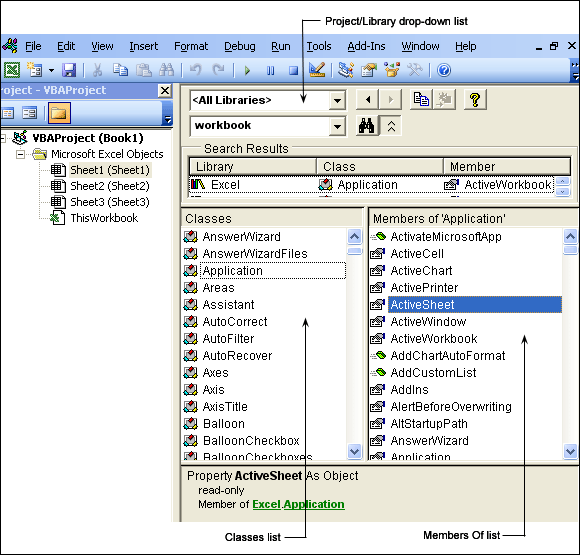 Project/Library drop-down list
File Edit View Insert Format Debug Run Tools Add-Ins Window Help
Project - VBAProject
<All Libraries>
workbook
VBAProject (Book1)
Microsoft Excel Objects
Sheet1 (Sheet1)
Sheet2 (Sheet2)
Sheet3 (Sheet3)
ThisWorkbook
Search Results
Library Class Member
Excel Application ActiveWorkbook
Classes
AnswerWizard
AnswerWizardFiles
Application
Areas
Assistant
AutoCorrect
AutoFilter
AutoRecover
Axes
Axis
AxisTitle
Balloon
BalloonCheckbox
BalloonCheckboxes
Members of 'Application'
ActivateMicrosoftApp
ActiveCell
ActiveChart
ActivePrinter
ActiveSheet
ActiveWindow
ActiveWorkbook
AddChartAutoFormat
AddCustomList
AddIns
AlertBeforeOverwriting
AltStartupPath
AnswerWizard
Application
Property ActiveSheet As Object
read-only
Member of Excel.Application
Classes list
Members Of list